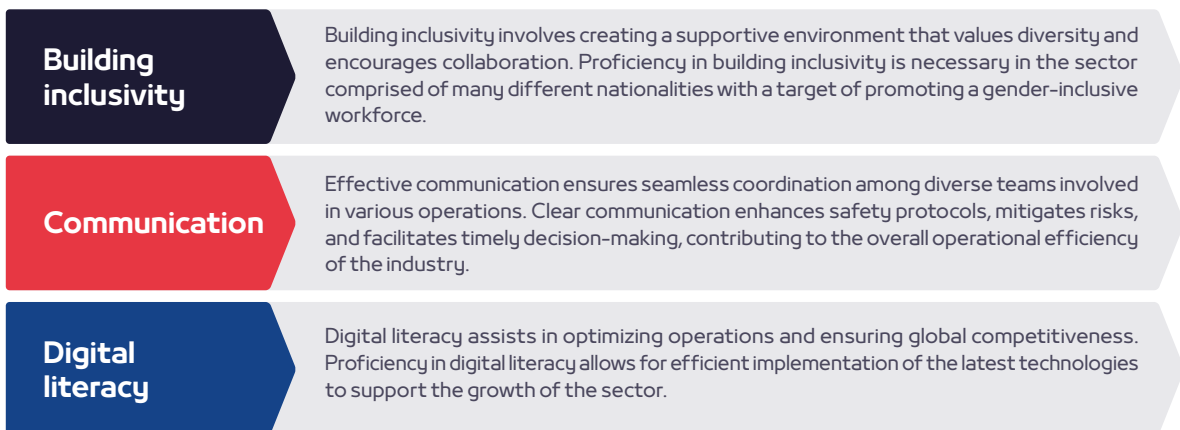 Building
inclusivity
Building inclusivity involves creating a supportive environment that values diversity and
encourages collaboration. Proficiency in building inclusivity is necessary in the sector
comprised of many different nationalities with a target of promoting a gender-inclusive
workforce.
Communication
Effective communication ensures seamless coordination among diverse teams involved
in various operations. Clear communication enhances safety protocols, mitigates risks,
and facilitates timely decision-making, contributing to the overall operational efficiency
of the industry.
Digital
literacy
Digital literacy assists in optimizing operations and ensuring global competitiveness.
Proficiency in digital literacy allows for efficient implementation of the latest technologies
to support the growth of the sector.